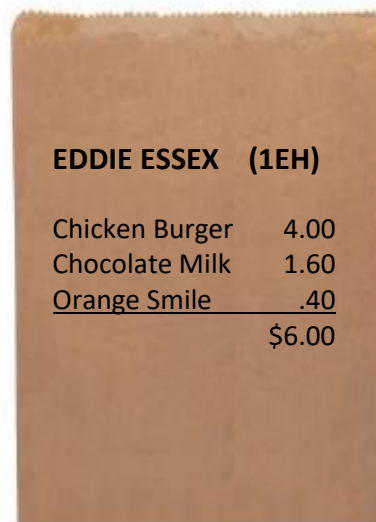 EDDIE ESSEX (1EH)
Chicken Burger 4.00
Chocolate Milk 1.60
Orange Smile .40
$6.00